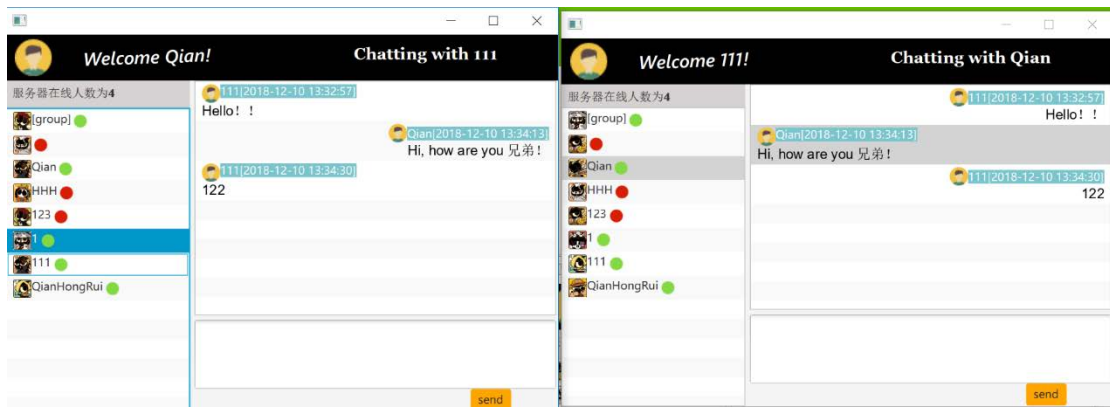 Welcome Qian!
Chatting with 111
服务器在线人数为4
[group]
Qian
HHH
123
1
111
QianHongRui
111[2018-12-10 13:32:57]
Hello！！
Qian[2018-12-10 13:34:13]
Hi, how are you 兄弟！
111[2018-12-10 13:34:30]
122
send
Welcome 111!
Chatting with Qian
服务器在线人数为4
[group]
Qian
HHH
123
1
111
QianHongRui
111[2018-12-10 13:32:57]
Hello！！
Qian[2018-12-10 13:34:13]
Hi, how are you 兄弟！
111[2018-12-10 13:34:30]
122
send